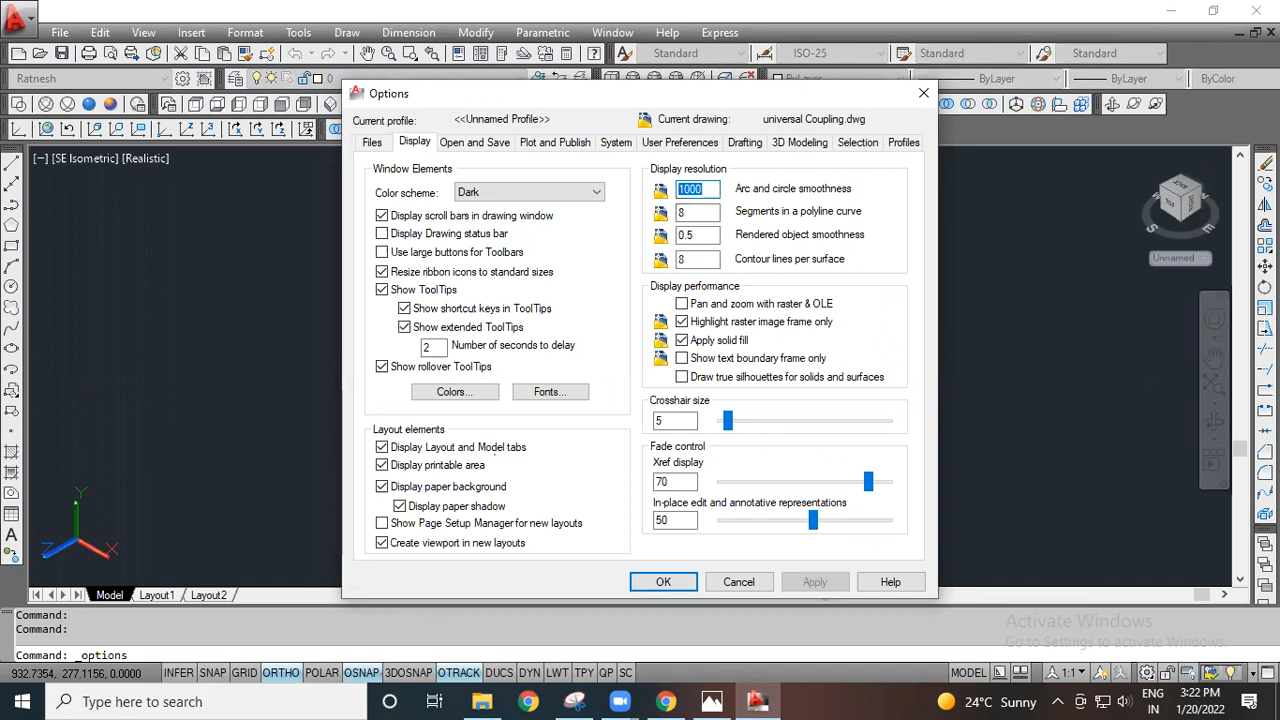 File Edit View Insert Format Tools Draw Dimension Modify Parametric Window Help Express
Standard ISO-25 Standard Standard
Ratnesh 0 ByLayer ByLayer ByLayer ByColor
[−] [SE Isometric] [Realistic]
Options
Current profile: <<Unnamed Profile>> Current drawing: universal Coupling.dwg
Files Display Open and Save Plot and Publish System User Preferences Drafting 3D Modeling Selection Profiles
Window Elements
Color scheme: Dark
Display scroll bars in drawing window
Display Drawing status bar
Use large buttons for Toolbars
Resize ribbon icons to standard sizes
Show ToolTips
Show shortcut keys in ToolTips
Show extended ToolTips
2 Number of seconds to delay
Show rollover ToolTips
Colors... Fonts...
Layout elements
Display Layout and Model tabs
Display printable area
Display paper background
Display paper shadow
Show Page Setup Manager for new layouts
Create viewport in new layouts
Display resolution
1000 Arc and circle smoothness
8 Segments in a polyline curve
0.5 Rendered object smoothness
8 Contour lines per surface
Display performance
Pan and zoom with raster & OLE
Highlight raster image frame only
Apply solid fill
Show text boundary frame only
Draw true silhouettes for solids and surfaces
Crosshair size
5
Fade control
Xref display
70
In-place edit and annotative representations
50
OK Cancel Apply Help
Unnamed
Y
X
Z
Model Layout1 Layout2
Command:
Command:
Command: _options
Activate Windows
Go to Settings to activate Windows.
932.7354, 277.1156, 0.0000 INFER SNAP GRID ORTHO POLAR OSNAP 3DOSNAP OTRACK DUCS DYN LWT TPY QP SC MODEL 1:1
Type here to search
24°C Sunny
ENG
IN
3:22 PM
1/20/2022